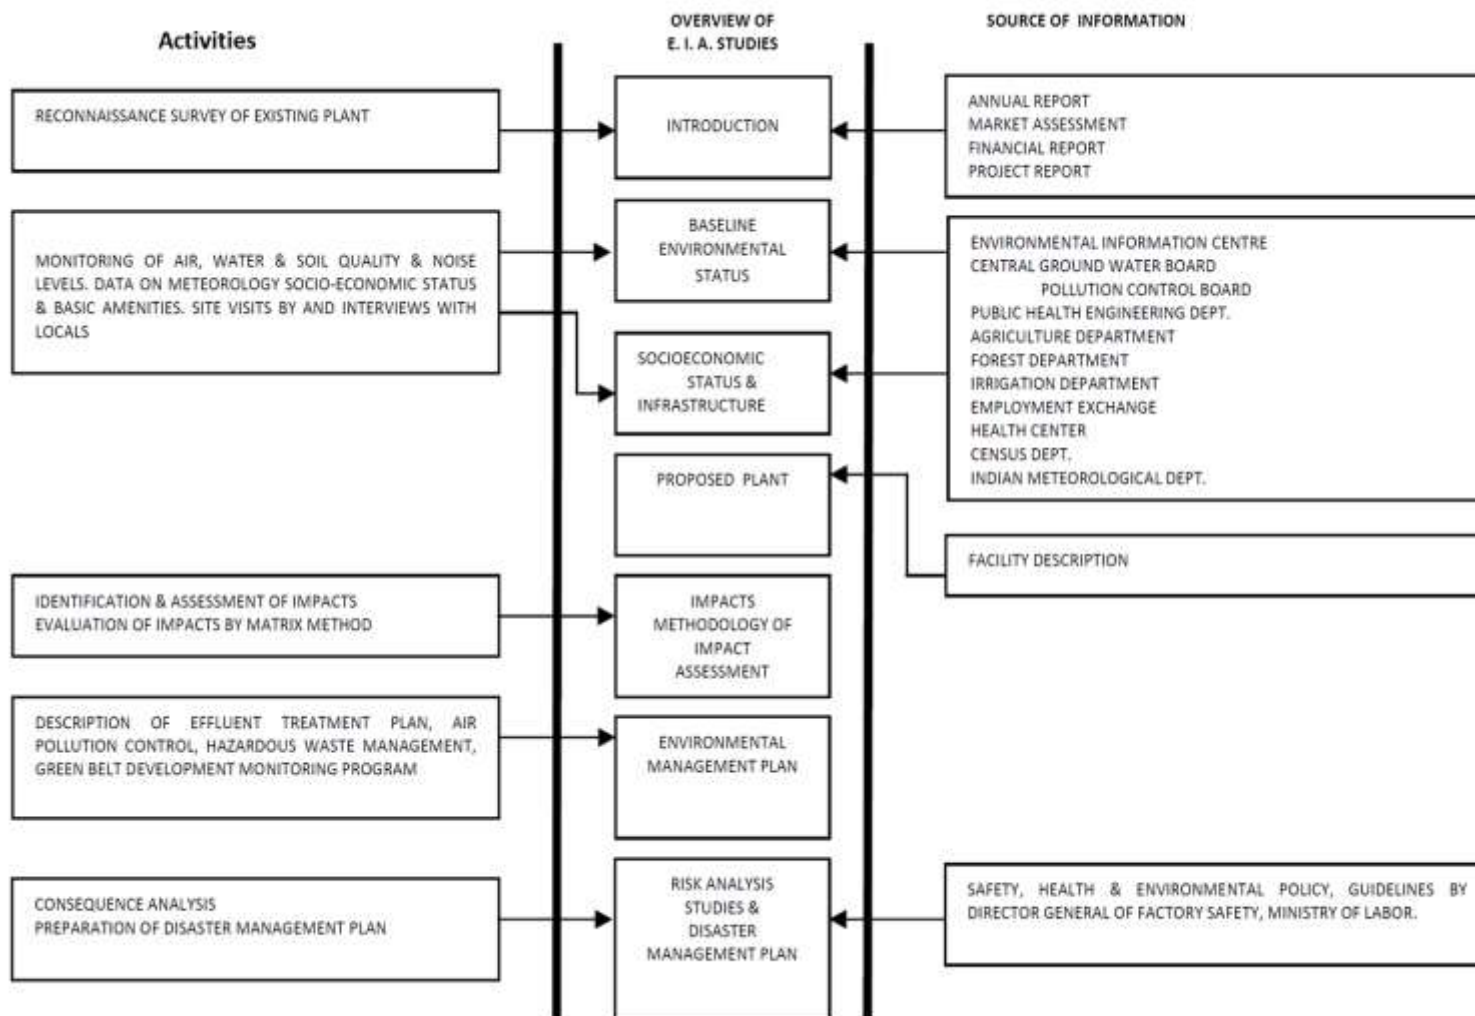 Activities
OVERVIEW OF
E. I. A. STUDIES
SOURCE OF INFORMATION
RECONNAISSANCE SURVEY OF EXISTING PLANT
INTRODUCTION
ANNUAL REPORT
MARKET ASSESSMENT
FINANCIAL REPORT
PROJECT REPORT
MONITORING OF AIR, WATER & SOIL QUALITY & NOISE
LEVELS. DATA ON METEOROLOGY SOCIO-ECONOMIC STATUS
& BASIC AMENITIES. SITE VISITS BY AND INTERVIEWS WITH
LOCALS
BASELINE
ENVIRONMENTAL
STATUS
SOCIOECONOMIC
STATUS &
INFRASTRUCTURE
ENVIRONMENTAL INFORMATION CENTRE
CENTRAL GROUND WATER BOARD
POLLUTION CONTROL BOARD
PUBLIC HEALTH ENGINEERING DEPT.
AGRICULTURE DEPARTMENT
FOREST DEPARTMENT
IRRIGATION DEPARTMENT
EMPLOYMENT EXCHANGE
HEALTH CENTER
CENSUS DEPT.
INDIAN METEOROLOGICAL DEPT.
PROPOSED PLANT
FACILITY DESCRIPTION
IDENTIFICATION & ASSESSMENT OF IMPACTS
EVALUATION OF IMPACTS BY MATRIX METHOD
IMPACTS
METHODOLOGY OF
IMPACT
ASSESSMENT
DESCRIPTION OF EFFLUENT TREATMENT PLAN, AIR
POLLUTION CONTROL, HAZARDOUS WASTE MANAGEMENT,
GREEN BELT DEVELOPMENT MONITORING PROGRAM
ENVIRONMENTAL
MANAGEMENT PLAN
CONSEQUENCE ANALYSIS
PREPARATION OF DISASTER MANAGEMENT PLAN
RISK ANALYSIS
STUDIES &
DISASTER
MANAGEMENT PLAN
SAFETY, HEALTH & ENVIRONMENTAL POLICY, GUIDELINES BY
DIRECTOR GENERAL OF FACTORY SAFETY, MINISTRY OF LABOR.